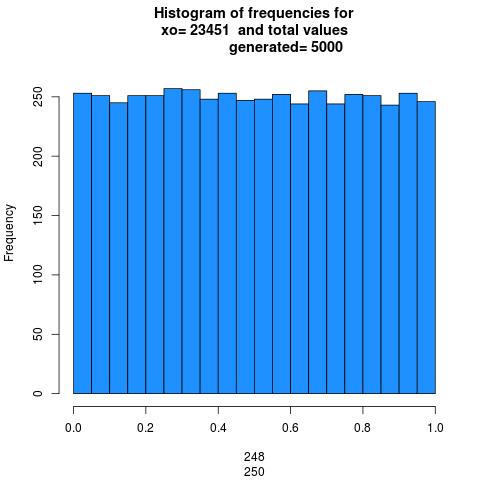 Histogram of frequencies for
xo= 23451 and total values
generated= 5000
Frequency
250
200
150
100
50
0
0.0 0.2 0.4 0.6 0.8 1.0
248
250